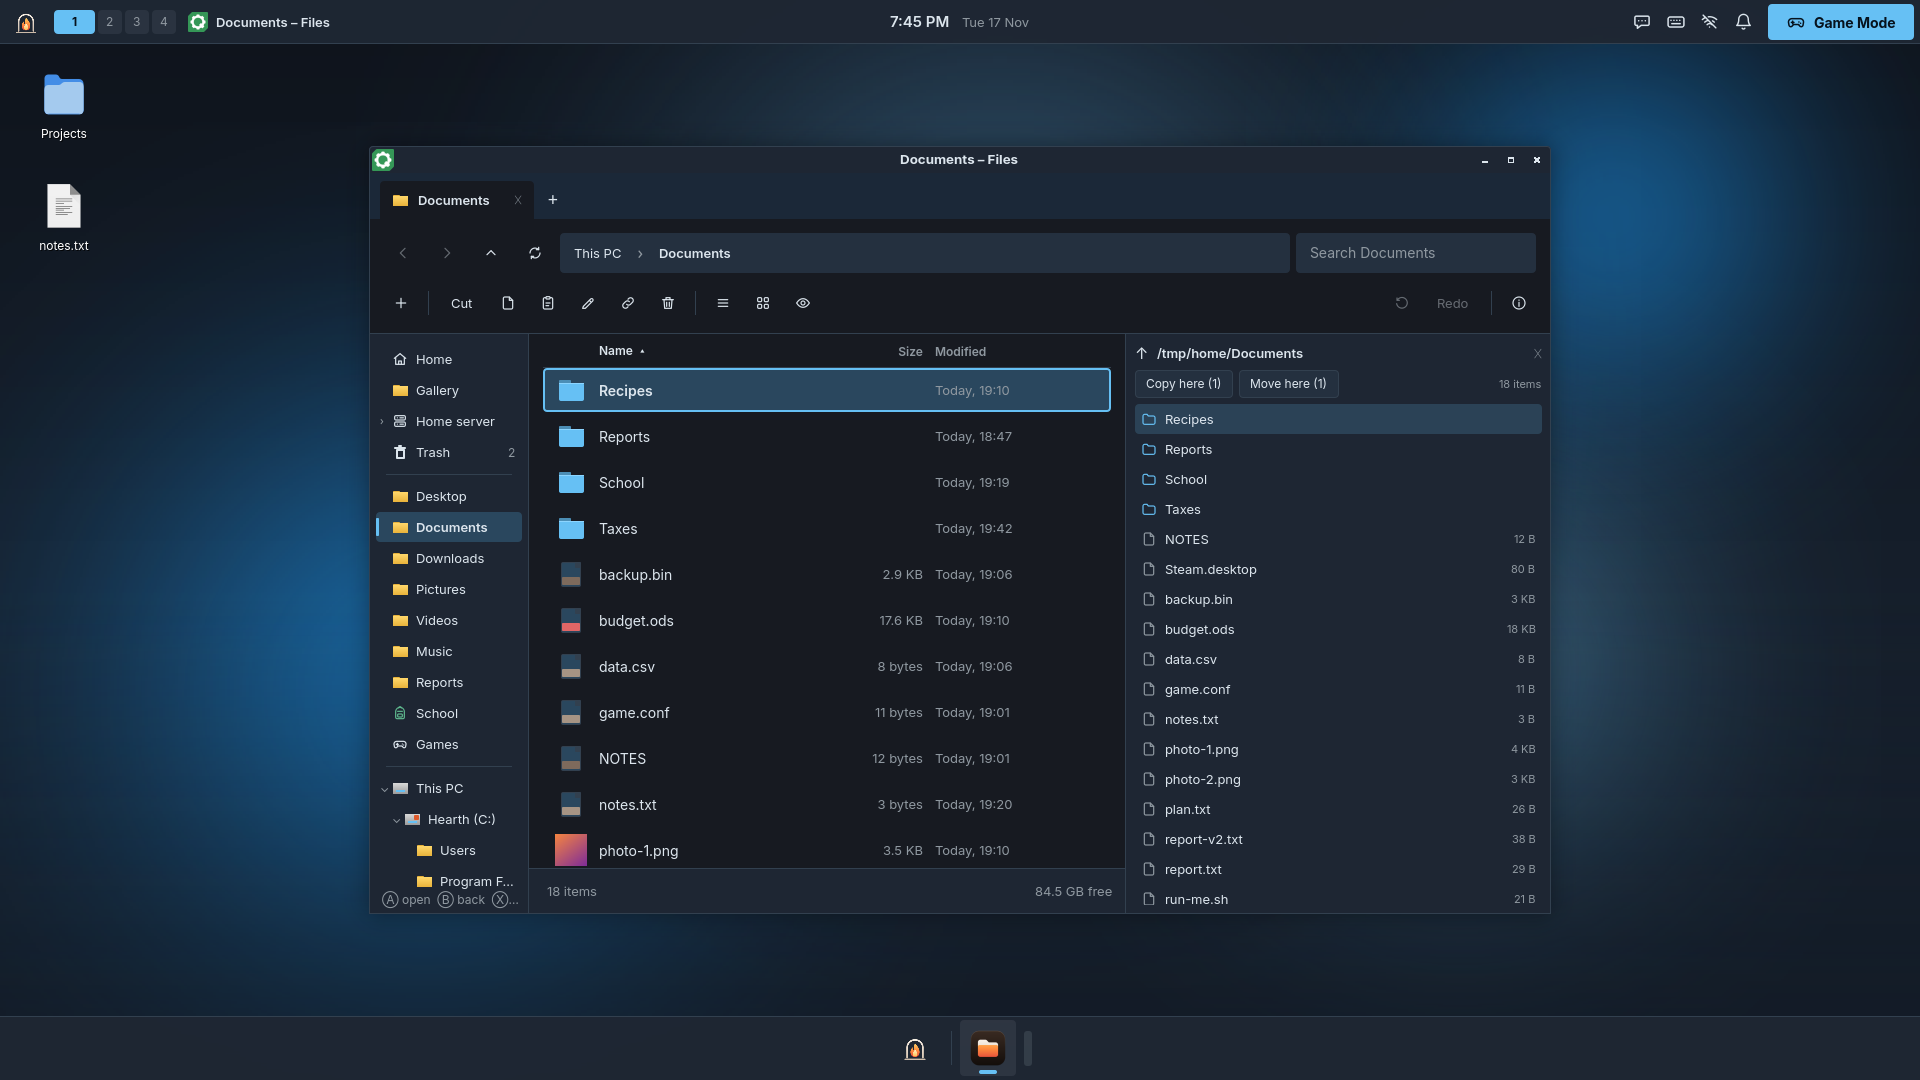 1 2 3 4 Documents – Files 7:45 PM Tue 17 Nov Game Mode
Projects
notes.txt
Documents – Files
Documents X +
This PC › Documents Search Documents
Cut Redo
Home
Gallery
Home server
Trash 2
Desktop
Documents
Downloads
Pictures
Videos
Music
Reports
School
Games
This PC
Hearth (C:)
Users
Program F...
A open B back X...
Name Size Modified
Recipes Today, 19:10
Reports Today, 18:47
School Today, 19:19
Taxes Today, 19:42
backup.bin 2.9 KB Today, 19:06
budget.ods 17.6 KB Today, 19:10
data.csv 8 bytes Today, 19:06
game.conf 11 bytes Today, 19:01
NOTES 12 bytes Today, 19:01
notes.txt 3 bytes Today, 19:20
photo-1.png 3.5 KB Today, 19:10
18 items 84.5 GB free
/tmp/home/Documents X
Copy here (1) Move here (1) 18 items
Recipes
Reports
School
Taxes
NOTES 12 B
Steam.desktop 80 B
backup.bin 3 KB
budget.ods 18 KB
data.csv 8 B
game.conf 11 B
notes.txt 3 B
photo-1.png 4 KB
photo-2.png 3 KB
plan.txt 26 B
report-v2.txt 38 B
report.txt 29 B
run-me.sh 21 B